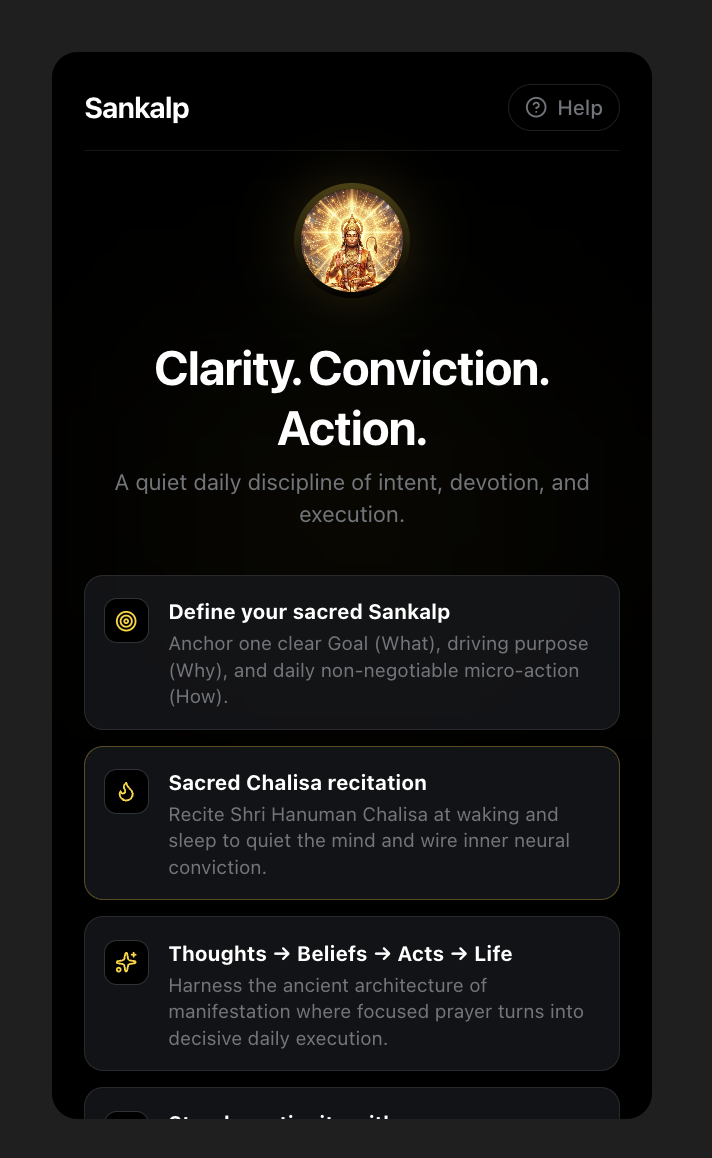 Sankalp
Help
Clarity. Conviction.
Action.
A quiet daily discipline of intent, devotion, and
execution.
Define your sacred Sankalp
Anchor one clear Goal (What), driving purpose
(Why), and daily non-negotiable micro-action
(How).
Sacred Chalisa recitation
Recite Shri Hanuman Chalisa at waking and
sleep to quiet the mind and wire inner neural
conviction.
Thoughts → Beliefs → Acts → Life
Harness the ancient architecture of
manifestation where focused prayer turns into
decisive daily execution.